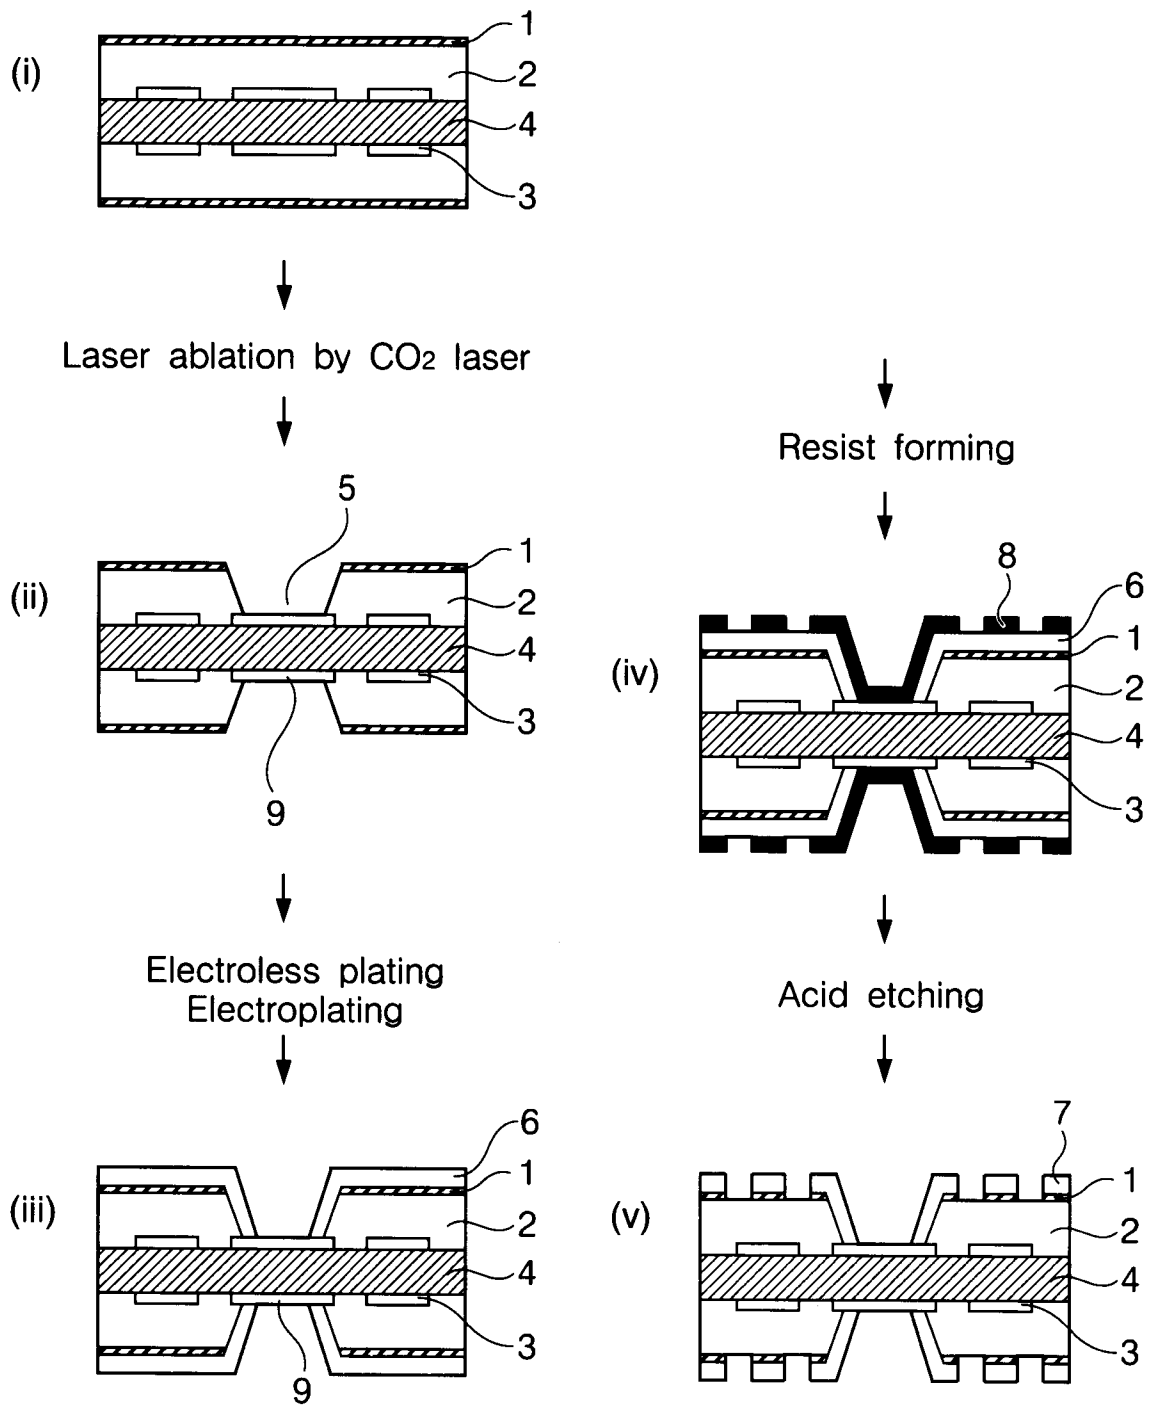 (i)
1
2
4
3
Laser ablation by CO2 laser
5
(ii)
1
2
4
3
9
Electroless plating
Electroplating
6
(iii)
1
2
4
3
9
Resist forming
8
6
(iv)
1
2
4
3
Acid etching
7
(v)
1
2
4
3